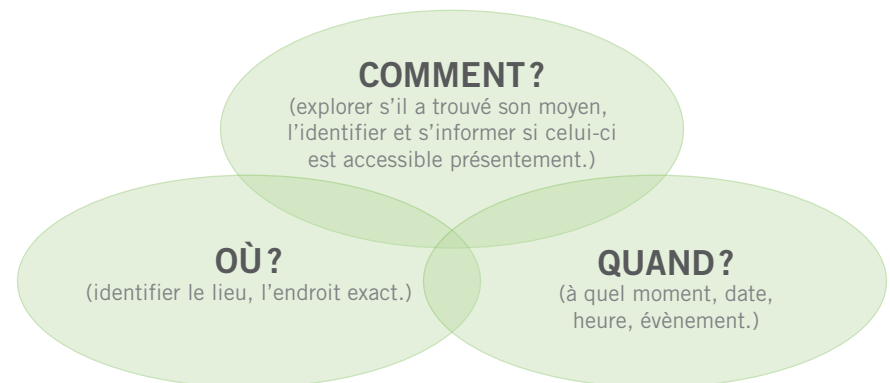 COMMENT ?
(explorer s'il a trouvé son moyen,
l'identifier et s'informer si celui-ci
est accessible présentement.)
OÙ ?
(identifier le lieu, l'endroit exact.)
QUAND ?
(à quel moment, date,
heure, évènement.)